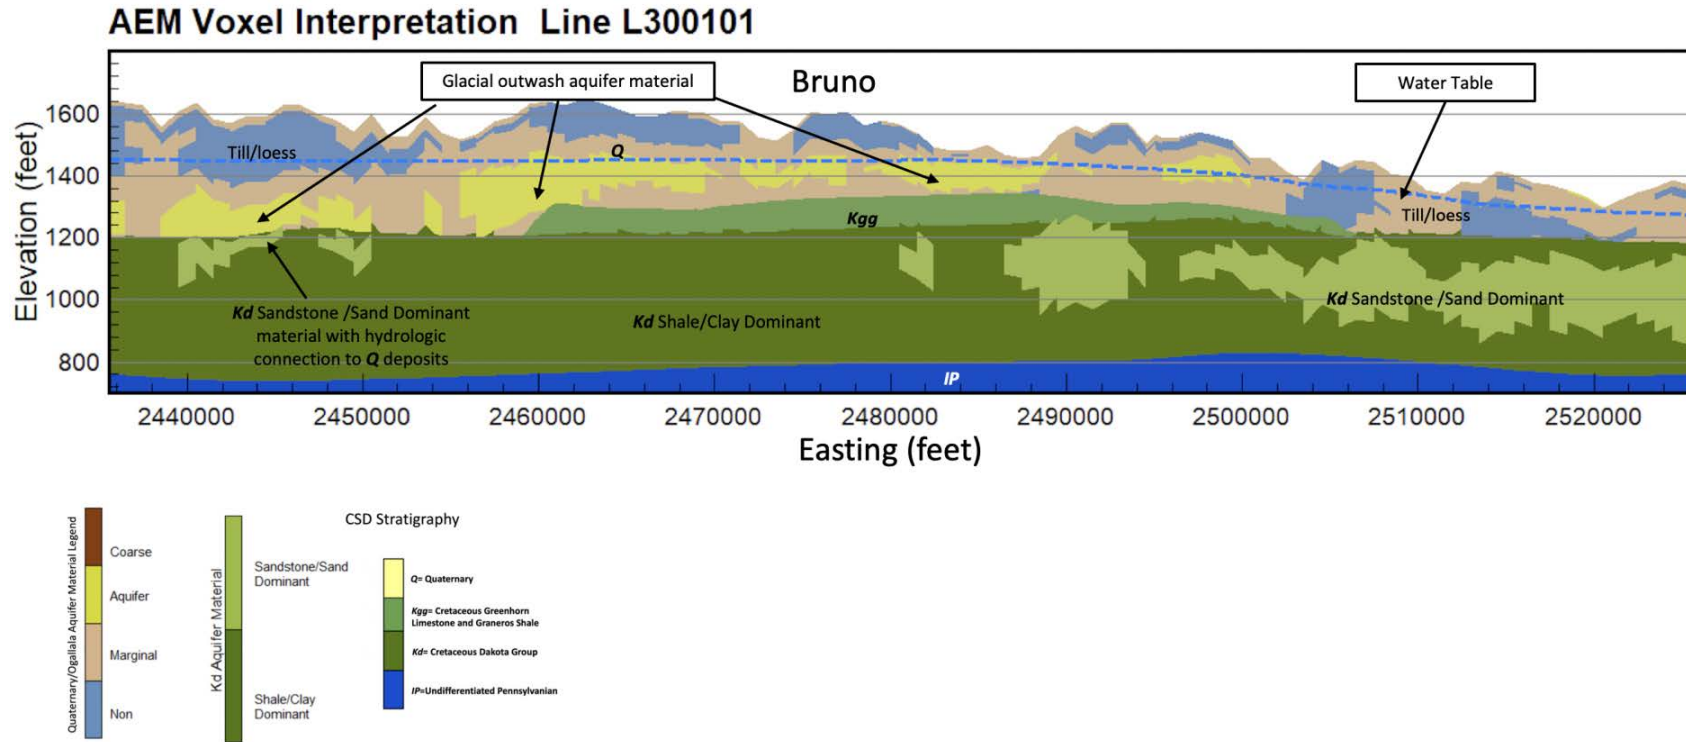 AEM Voxel Interpretation Line L300101
Glacial outwash aquifer material
Bruno
Water Table
Elevation (feet)
1600
1400
1200
1000
800
Till/loess
Q
Kgg
Till/loess
Kd Sandstone /Sand Dominant
material with hydrologic
connection to Q deposits
Kd Shale/Clay Dominant
Kd Sandstone /Sand Dominant
IP
2440000
2450000
2460000
2470000
2480000
2490000
2500000
2510000
2520000
Easting (feet)
Quaternary/Ogallala Aquifer Material Legend
Coarse
Aquifer
Marginal
Non
Kd Aquifer Material
Sandstone/Sand
Dominant
Shale/Clay
Dominant
CSD Stratigraphy
Q= Quaternary
Kgg= Cretaceous Greenhorn
Limestone and Graneros Shale
Kd= Cretaceous Dakota Group
IP=Undifferentiated Pennsylvanian